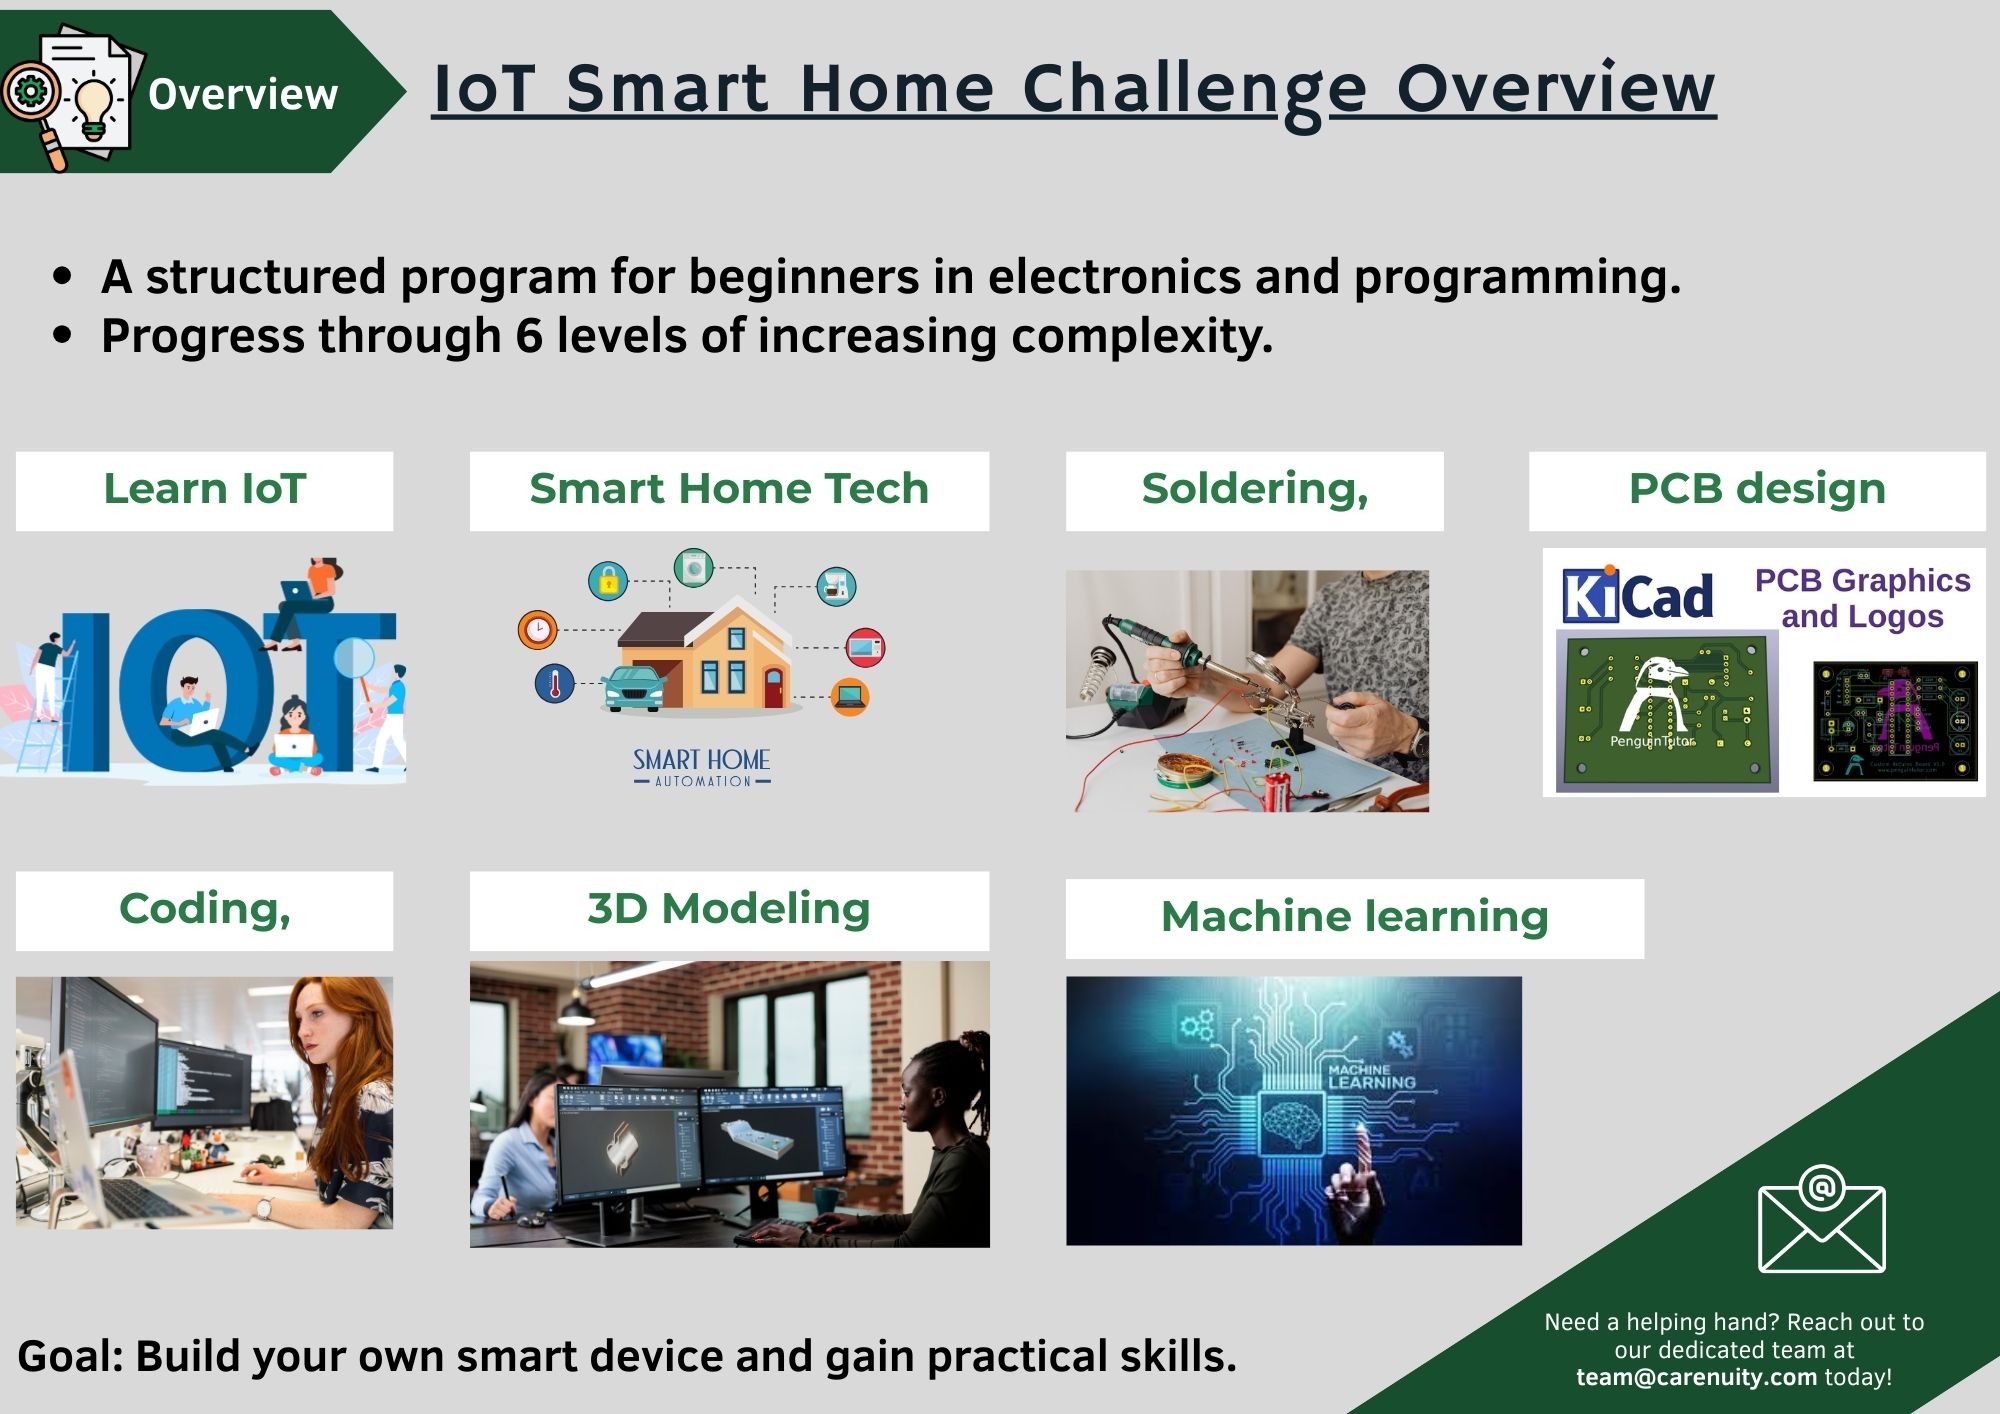 Overview
IoT Smart Home Challenge Overview
• A structured program for beginners in electronics and programming.
• Progress through 6 levels of increasing complexity.
Learn IoT
Smart Home Tech
Soldering,
PCB design
IOT
SMART HOME
AUTOMATION
KiCad
PCB Graphics
and Logos
PenguinTutor
Coding,
3D Modeling
Machine learning
MACHINE
LEARNING
Goal: Build your own smart device and gain practical skills.
@
Need a helping hand? Reach out to
our dedicated team at
team@carenuity.com today!